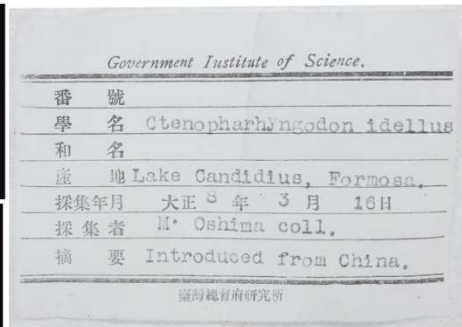 Government Iustitute of Science.
番 號
學 名 Ctenopharhyngodon idellus
和 名
産 地 Lake Candidius, Formosa.
採集年月 大正 8 年 3 月 16日
採 集 者 M. Oshima coll.
摘 要 Introduced from China.
臺灣總督府研究所